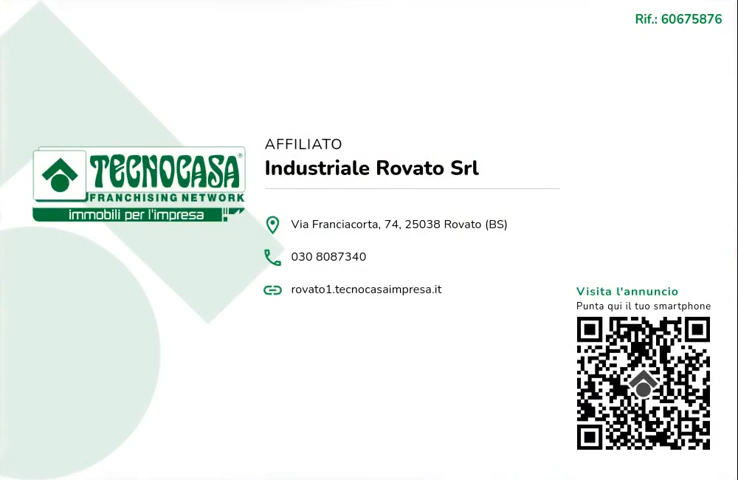 Rif.: 60675876
AFFILIATO
Industriale Rovato Srl
TECNOCASA®
FRANCHISING NETWORK
immobili per l'impresa
Via Franciacorta, 74, 25038 Rovato (BS)
030 8087340
rovato1.tecnocasaimpresa.it
Visita l'annuncio
Punta qui il tuo smartphone